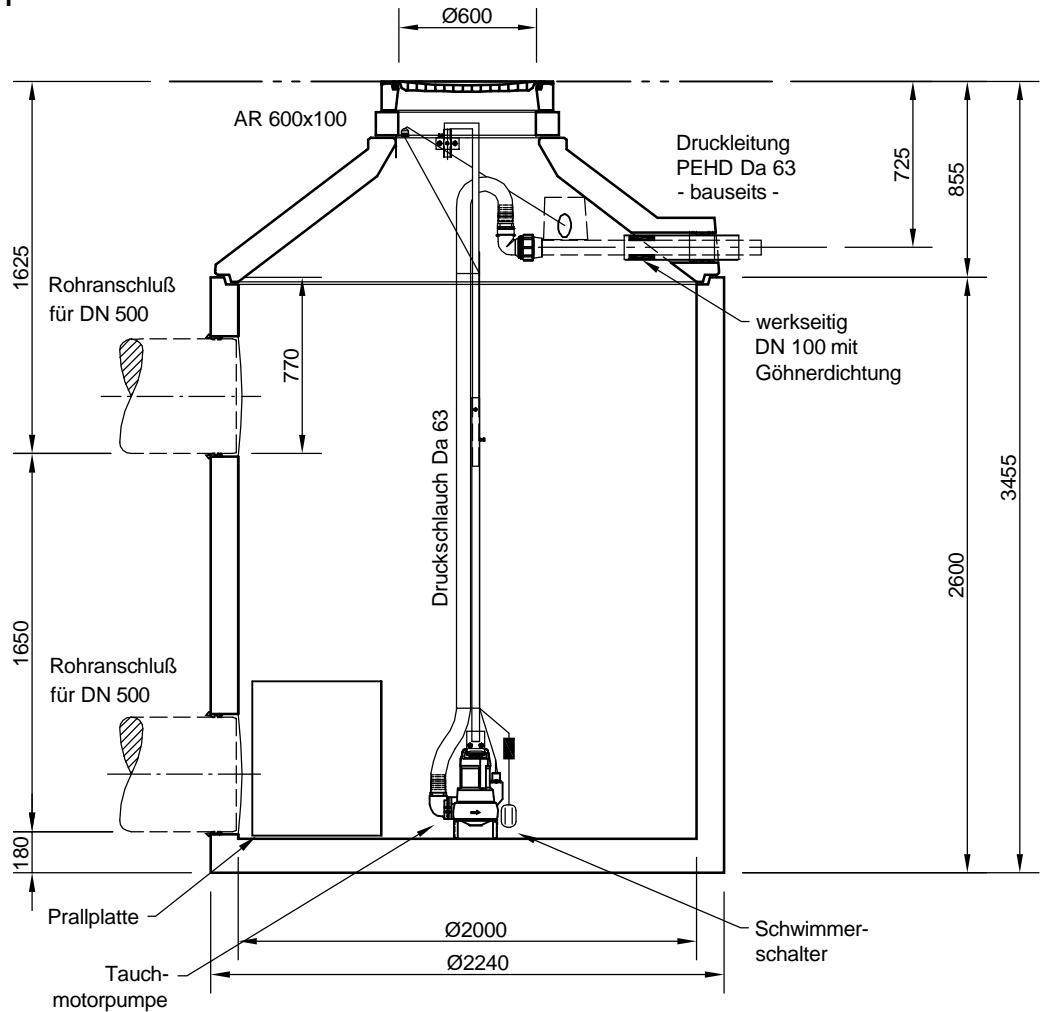 Ø600
AR 600x100
Druckleitung
PEHD Da 63
- bauseits -
725
855
1625
Rohranschluß
für DN 500
770
werkseitig
DN 100 mit
Göhnerdichtung
Druckschlauch Da 63
3455
2600
1650
Rohranschluß
für DN 500
180
Prallplatte
Ø2000
Ø2240
Schwimmer-
schalter
Tauch-
motorpumpe